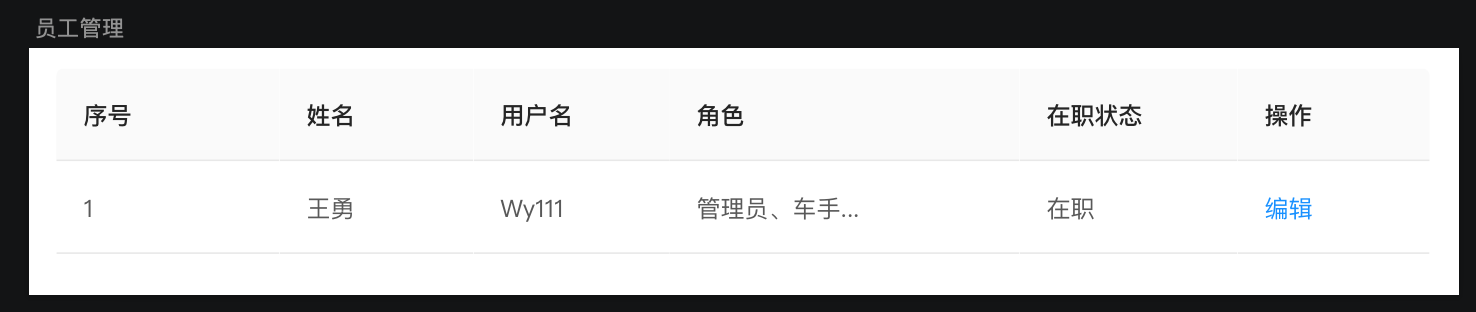 员工管理
序号 姓名 用户名 角色 在职状态 操作
1 王勇 Wy111 管理员、车手... 在职 编辑